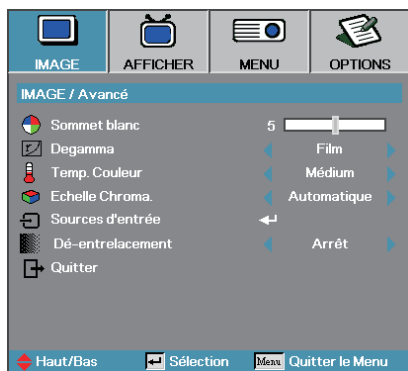 IMAGE AFFICHER MENU OPTIONS
IMAGE / Avancé
Sommet blanc 5
Degamma Film
Temp. Couleur Médium
Echelle Chroma. Automatique
Sources d'entrée
Dé-entrelacement Arrêt
Quitter
Haut/Bas Sélection Menu Quitter le Menu